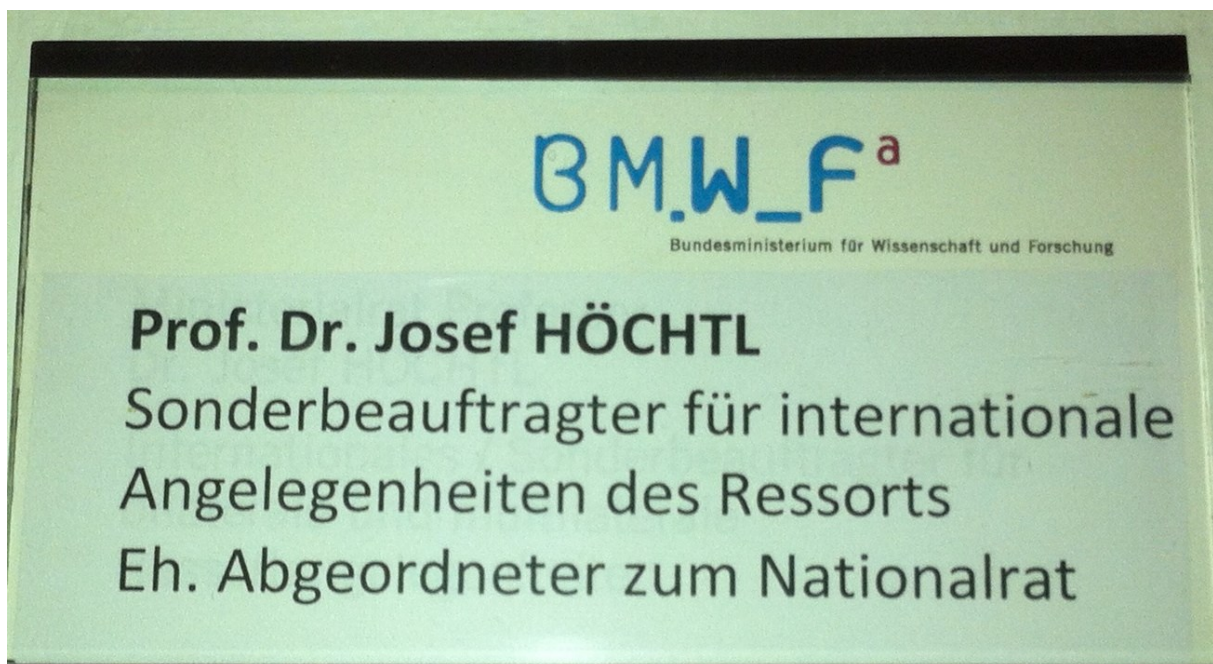 BM.W_Fa
Bundesministerium für Wissenschaft und Forschung
Prof. Dr. Josef HÖCHTL
Sonderbeauftragter für internationale
Angelegenheiten des Ressorts
Eh. Abgeordneter zum Nationalrat